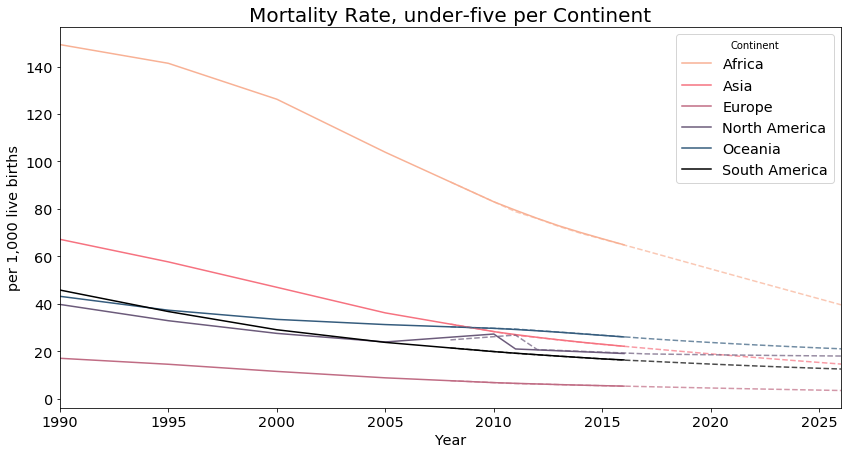 Mortality Rate, under-five per Continent
per 1,000 live births
140
120
100
80
60
40
20
0
Continent
Africa
Asia
Europe
North America
Oceania
South America
1990 1995 2000 2005 2010 2015 2020 2025
Year